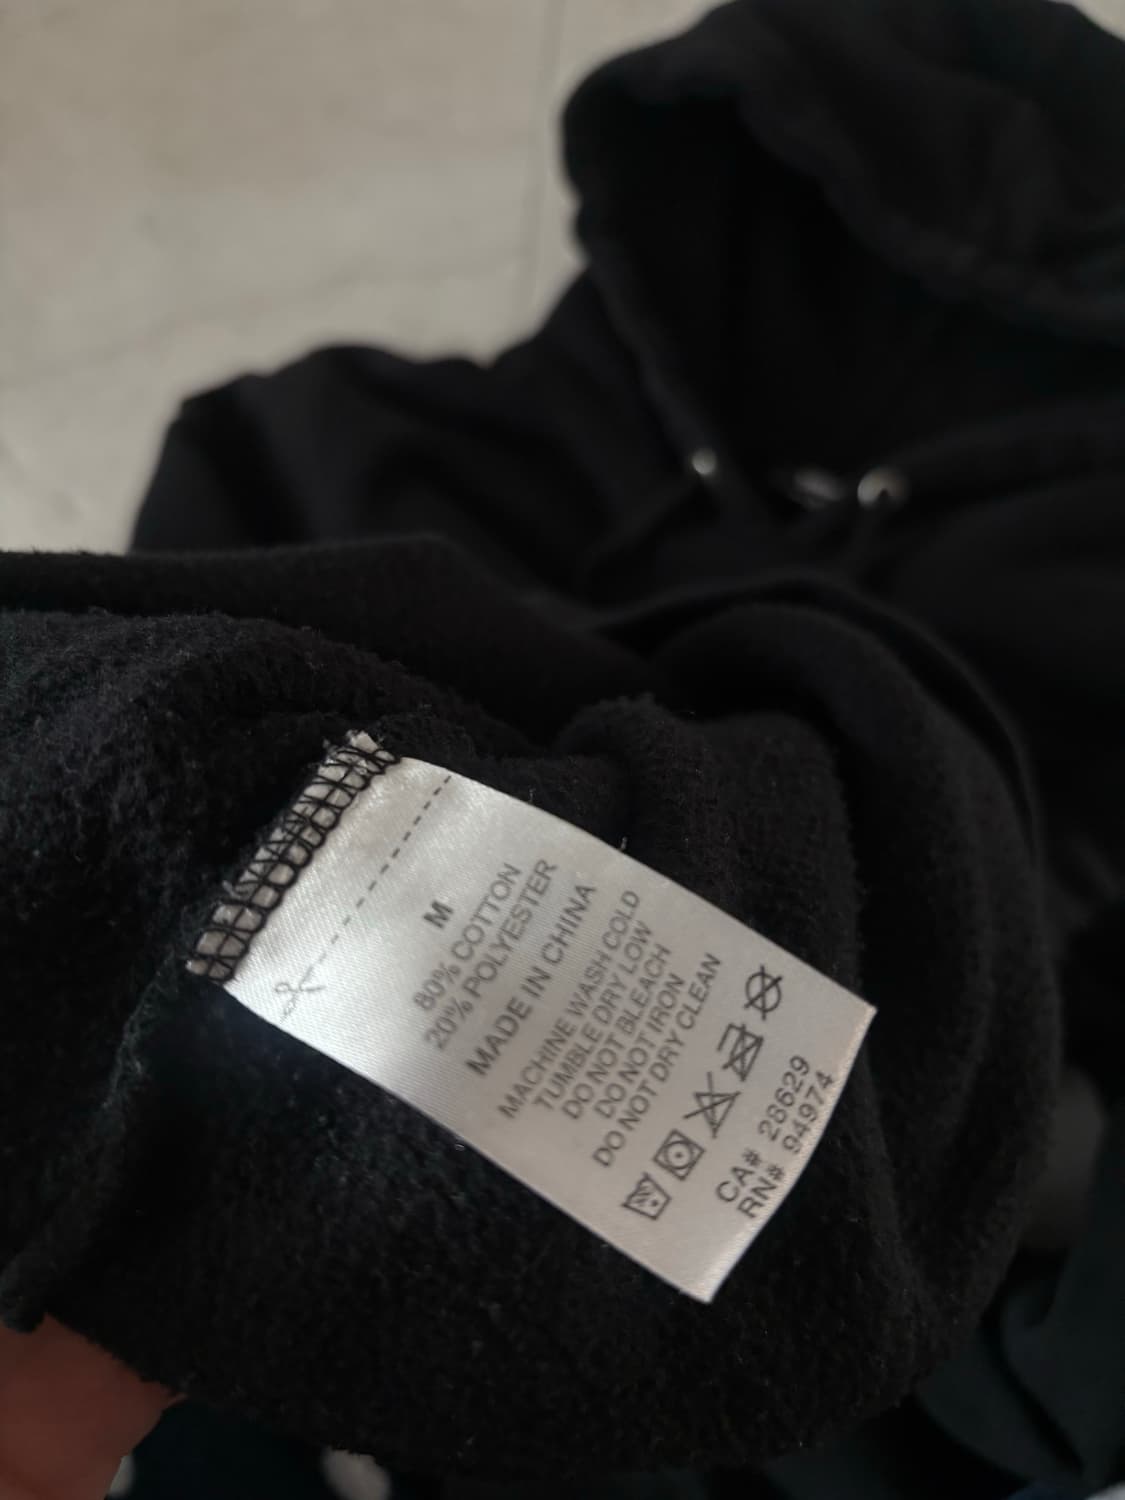 M
80% COTTON
20% POLYESTER
MADE IN CHINA
MACHINE WASH COLD
TUMBLE DRY LOW
DO NOT BLEACH
DO NOT IRON
DO NOT DRY CLEAN
CA# 28629
RN# 94974